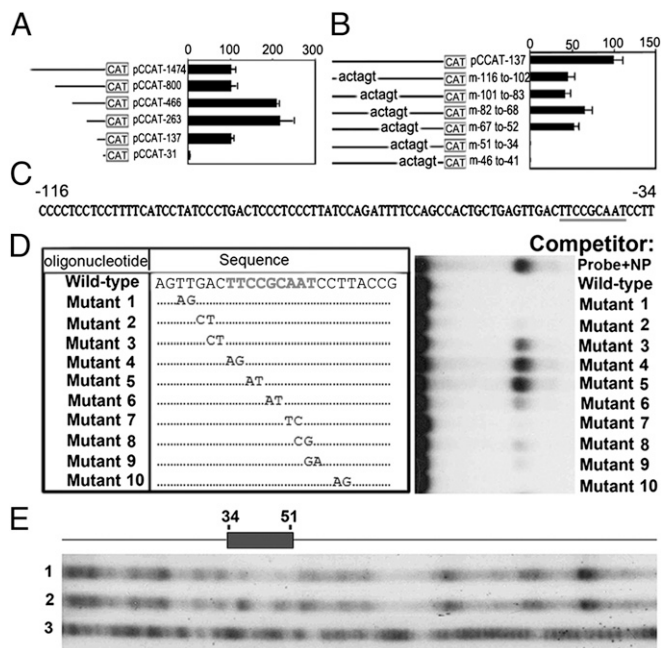 A
B
0 100 200 300
CAT pCCAT-1474
CAT pCCAT-800
CAT pCCAT-466
CAT pCCAT-263
CAT pCCAT-137
CAT pCCAT-31
0 50 100 150
CAT pCCAT-137
actagt CAT m-116 to-102
actagt CAT m-101 to-83
actagt CAT m-82 to-68
actagt CAT m-67 to-52
actagt CAT m-51 to-34
actagt CAT m-46 to-41
C
-116 -34
CCCCTCCTCCTTTTCATCCTATCCCTGACTCCCTCCCTTATCCAGATTTTCCAGCCACTGCTGAGTTGACTTCCGCAATCCTT
D
oligonucleotide Sequence
Wild-type AGTTGACTTCCGCAATCCTTACCG
Mutant 1 AG
Mutant 2 CT
Mutant 3 CT
Mutant 4 AG
Mutant 5 AT
Mutant 6 AT
Mutant 7 TC
Mutant 8 CG
Mutant 9 GA
Mutant 10 AG
Competitor:
Probe+NP
Wild-type
Mutant 1
Mutant 2
Mutant 3
Mutant 4
Mutant 5
Mutant 6
Mutant 7
Mutant 8
Mutant 9
Mutant 10
E
34 51
1
2
3